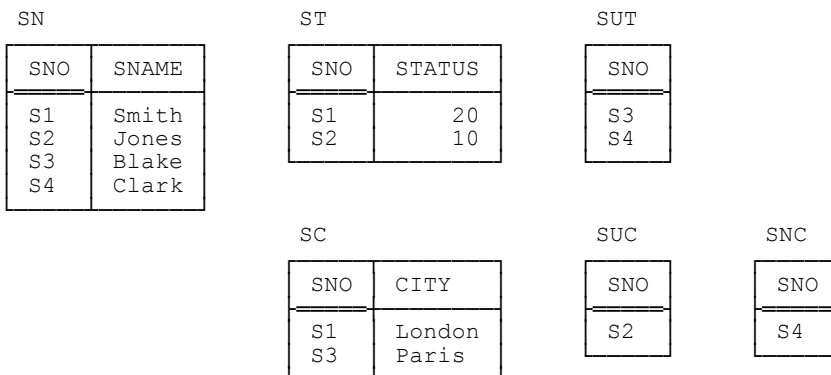 SN ST SUT
SNO SNAME SNO STATUS SNO
S1 Smith S1 20 S3
S2 Jones S2 10 S4
S3 Blake
S4 Clark
SC SUC SNC
SNO CITY SNO SNO
S1 London S2 S4
S3 Paris